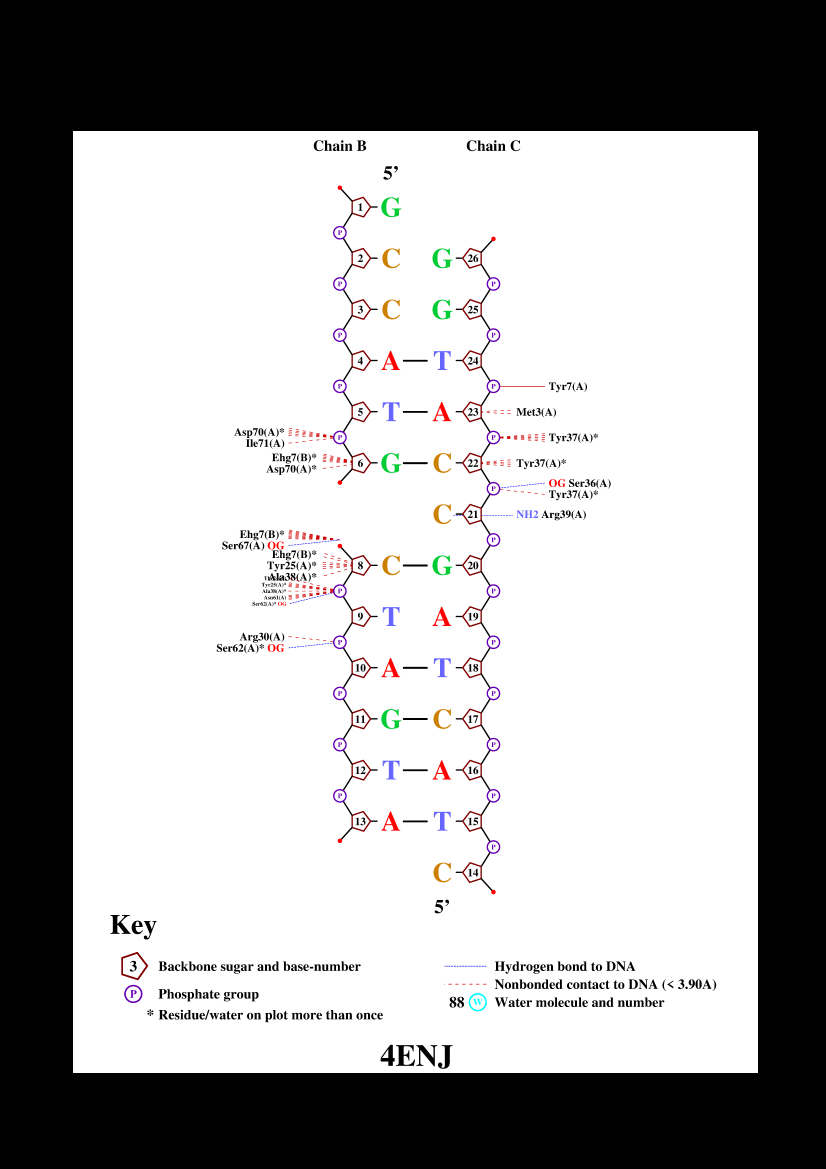 Chain B Chain C
5’
1 G
P
2 C G 26
P P
3 C G 25
P P
4 A T 24
P P Tyr7(A)
5 T A 23 Met3(A)
Asp70(A)*
P P Tyr37(A)*
Ile71(A)
Ehg7(B)*
6 G C 22 Tyr37(A)*
Asp70(A)*
OG Ser36(A)
P
Tyr37(A)*
C 21 NH2 Arg39(A)
Ehg7(B)*
P
Ser67(A) OG
Ehg7(B)*
Tyr25(A)* 8 C G 20
Ala38(A)*
Tyr25(A)*
Ala38(A)*
P P
Asn61(A)
Ser62(A)* OG
9 T A 19
Arg30(A)
P P
Ser62(A)* OG
10 A T 18
P P
11 G C 17
P P
12 T A 16
P P
13 A T 15
P
C 14
5’
Key
3 Backbone sugar and base-number
P Phosphate group
* Residue/water on plot more than once
Hydrogen bond to DNA
Nonbonded contact to DNA (< 3.90A)
88 W Water molecule and number
4ENJ